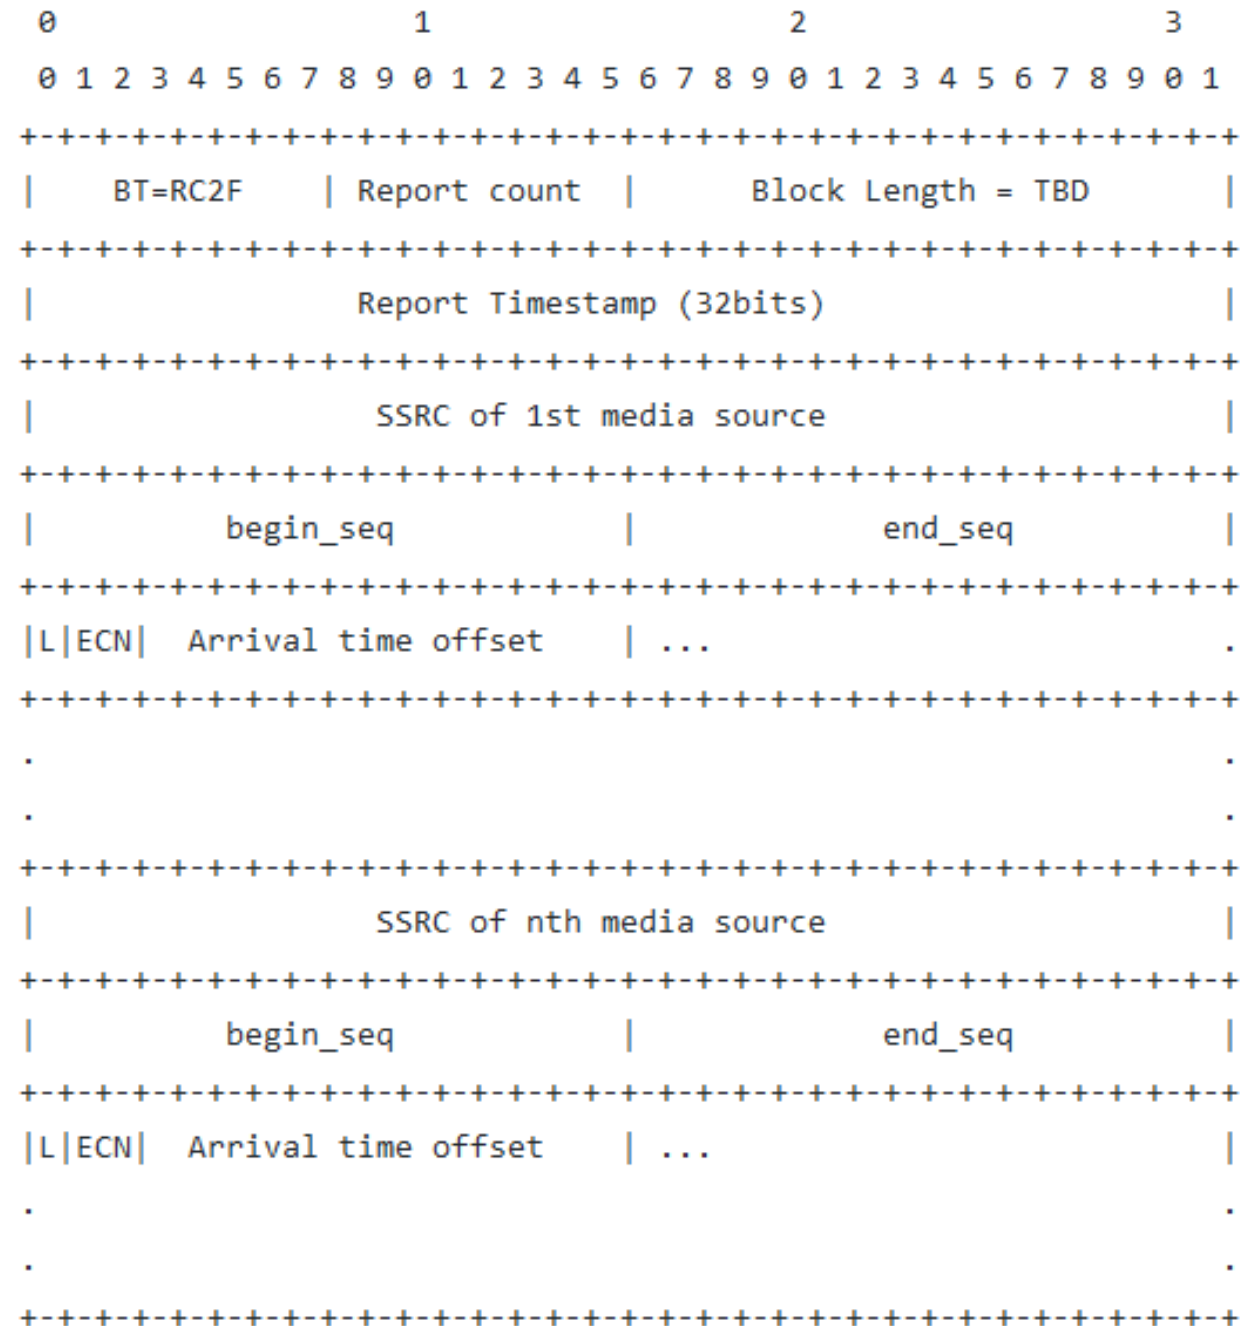 0                   1                   2                   3
 0 1 2 3 4 5 6 7 8 9 0 1 2 3 4 5 6 7 8 9 0 1 2 3 4 5 6 7 8 9 0 1
+-+-+-+-+-+-+-+-+-+-+-+-+-+-+-+-+-+-+-+-+-+-+-+-+-+-+-+-+-+-+-+-+
|    BT=RC2F    | Report count  |      Block Length = TBD       |
+-+-+-+-+-+-+-+-+-+-+-+-+-+-+-+-+-+-+-+-+-+-+-+-+-+-+-+-+-+-+-+-+
|                 Report Timestamp (32bits)                     |
+-+-+-+-+-+-+-+-+-+-+-+-+-+-+-+-+-+-+-+-+-+-+-+-+-+-+-+-+-+-+-+-+
|                  SSRC of 1st media source                     |
+-+-+-+-+-+-+-+-+-+-+-+-+-+-+-+-+-+-+-+-+-+-+-+-+-+-+-+-+-+-+-+-+
|          begin_seq            |             end_seq           |
+-+-+-+-+-+-+-+-+-+-+-+-+-+-+-+-+-+-+-+-+-+-+-+-+-+-+-+-+-+-+-+-+
|L|ECN|  Arrival time offset    | ...                           .
+-+-+-+-+-+-+-+-+-+-+-+-+-+-+-+-+-+-+-+-+-+-+-+-+-+-+-+-+-+-+-+-+
.                                                               .
.                                                               .
+-+-+-+-+-+-+-+-+-+-+-+-+-+-+-+-+-+-+-+-+-+-+-+-+-+-+-+-+-+-+-+-+
|                  SSRC of nth media source                     |
+-+-+-+-+-+-+-+-+-+-+-+-+-+-+-+-+-+-+-+-+-+-+-+-+-+-+-+-+-+-+-+-+
|          begin_seq            |             end_seq           |
+-+-+-+-+-+-+-+-+-+-+-+-+-+-+-+-+-+-+-+-+-+-+-+-+-+-+-+-+-+-+-+-+
|L|ECN|  Arrival time offset    | ...                           |
.                                                               .
.                                                               .
+-+-+-+-+-+-+-+-+-+-+-+-+-+-+-+-+-+-+-+-+-+-+-+-+-+-+-+-+-+-+-+-+